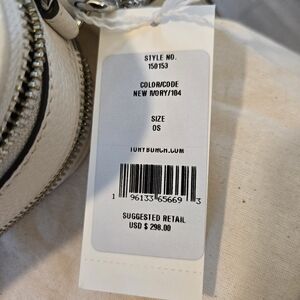 STYLE NO.
150153
COLOR/CODE
NEW IVORY/104
SIZE
OS
TORYBURCH.COM
1 96133 65669 3
SUGGESTED RETAIL
USD $ 298.00